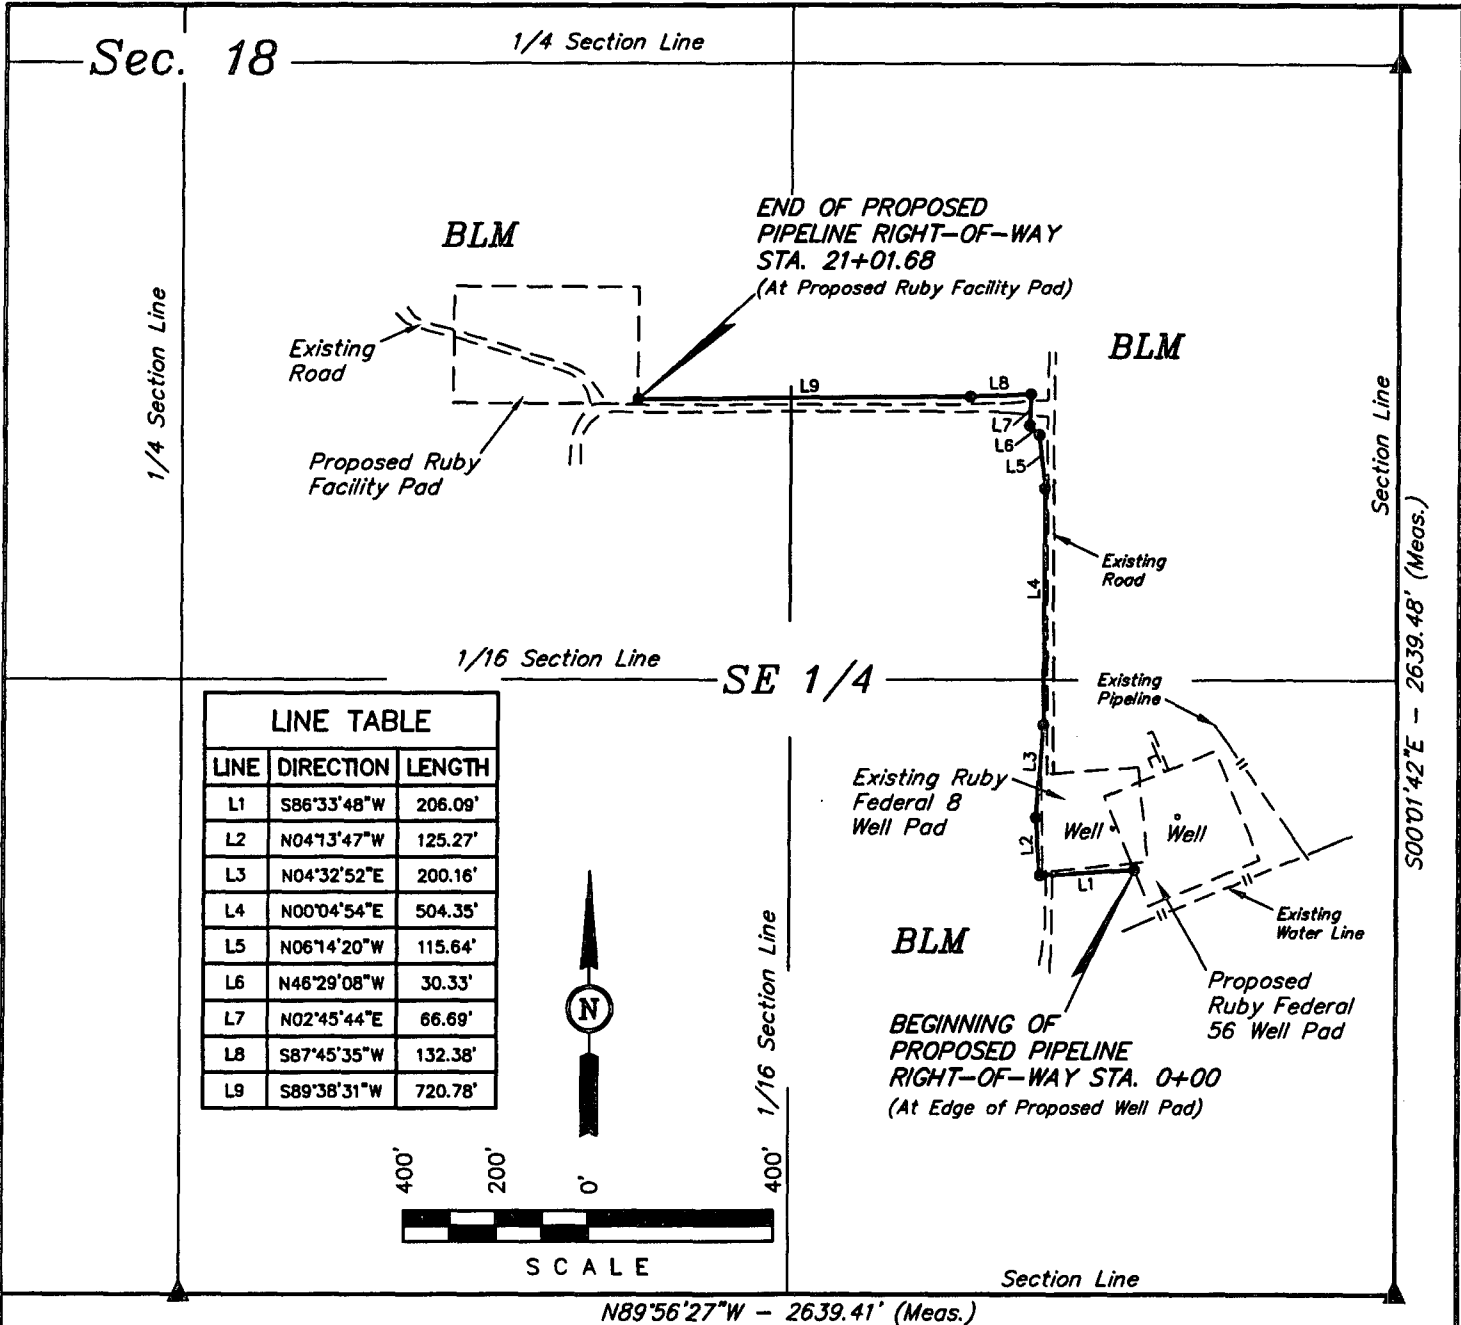 Sec. 18
1/4 Section Line
END OF PROPOSED
PIPELINE RIGHT-OF-WAY
STA. 21+01.68
(At Proposed Ruby Facility Pad)
BLM
BLM
1/4 Section Line
Existing
Road
Proposed Ruby
Facility Pad
L9
L8
L7
L6
L5
L4
Existing
Road
Section Line
S00°01'42"E - 2639.48' (Meas.)
1/16 Section Line
SE 1/4
Existing
Pipeline
LINE TABLE
LINE DIRECTION LENGTH
L1 S86°33'48"W 206.09'
L2 N04°13'47"W 125.27'
L3 N04°32'52"E 200.16'
L4 N00°04'54"E 504.35'
L5 N06°14'20"W 115.64'
L6 N46°29'08"W 30.33'
L7 N02°45'44"E 66.69'
L8 S87°45'35"W 132.38'
L9 S89°38'31"W 720.78'
L3
Existing Ruby
Federal 8
Well Pad
Well
Well
L2
L1
Existing
Water Line
BLM
Proposed
Ruby Federal
56 Well Pad
BEGINNING OF
PROPOSED PIPELINE
RIGHT-OF-WAY STA. 0+00
(At Edge of Proposed Well Pad)
1/16 Section Line
N
400' 200' 0' 400'
SCALE
Section Line
N89°56'27"W - 2639.41' (Meas.)